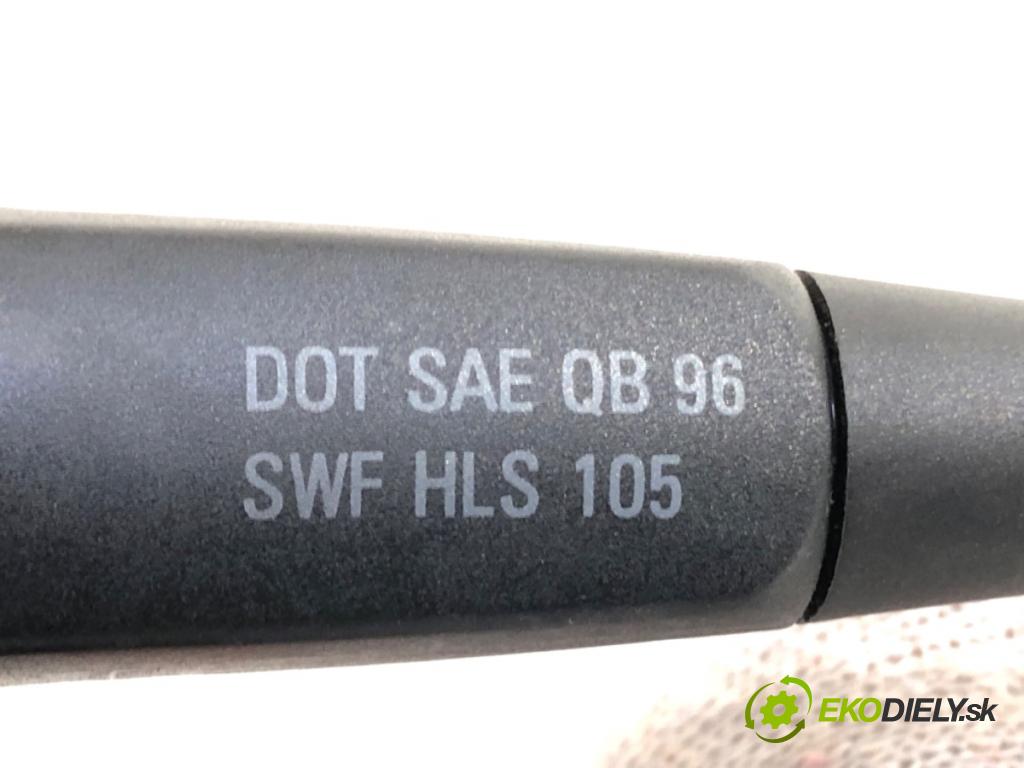 DOT SAE QB 96
SWF HLS 105
EKODIELY.sk